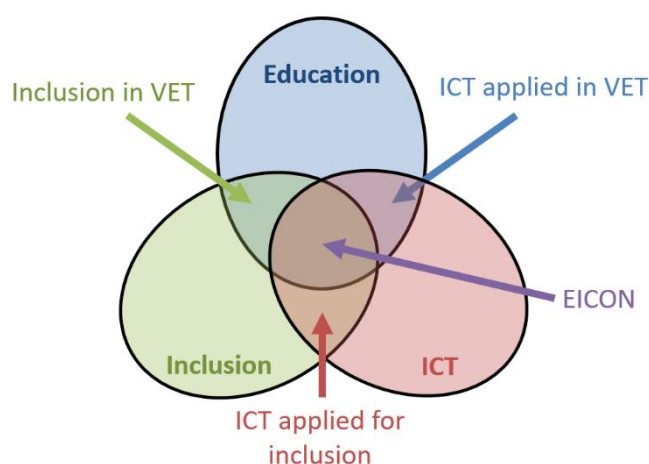 Education
Inclusion in VET
ICT applied in VET
EICON
Inclusion
ICT
ICT applied for
inclusion